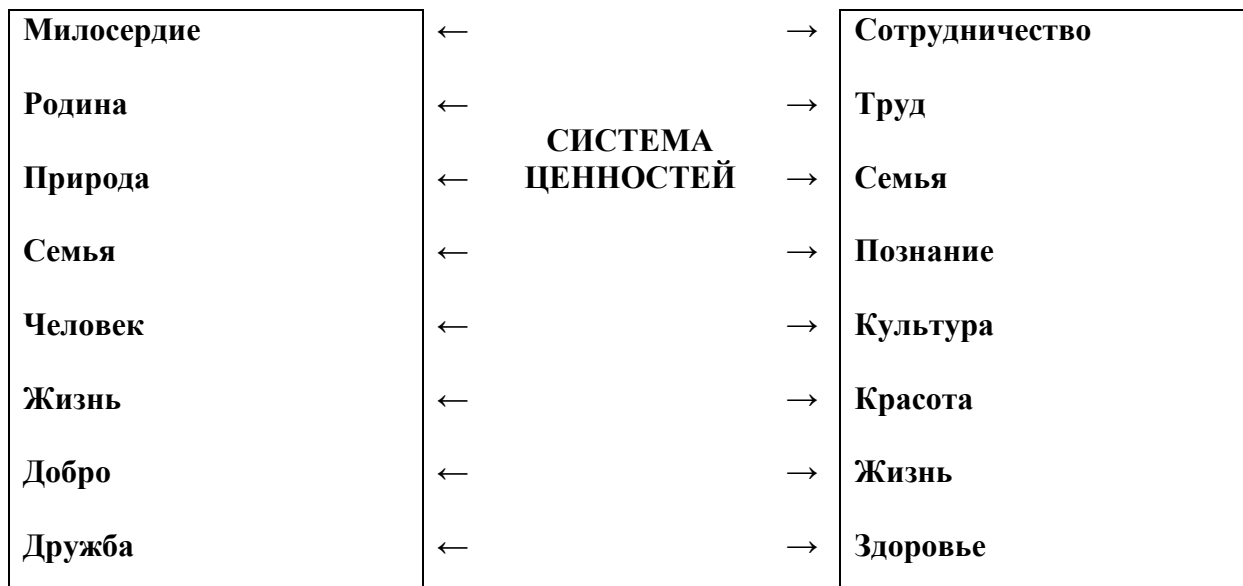 Милосердие ← → Сотрудничество
Родина ← → Труд
СИСТЕМА
Природа ← ЦЕННОСТЕЙ → Семья
Семья ← → Познание
Человек ← → Культура
Жизнь ← → Красота
Добро ← → Жизнь
Дружба ← → Здоровье